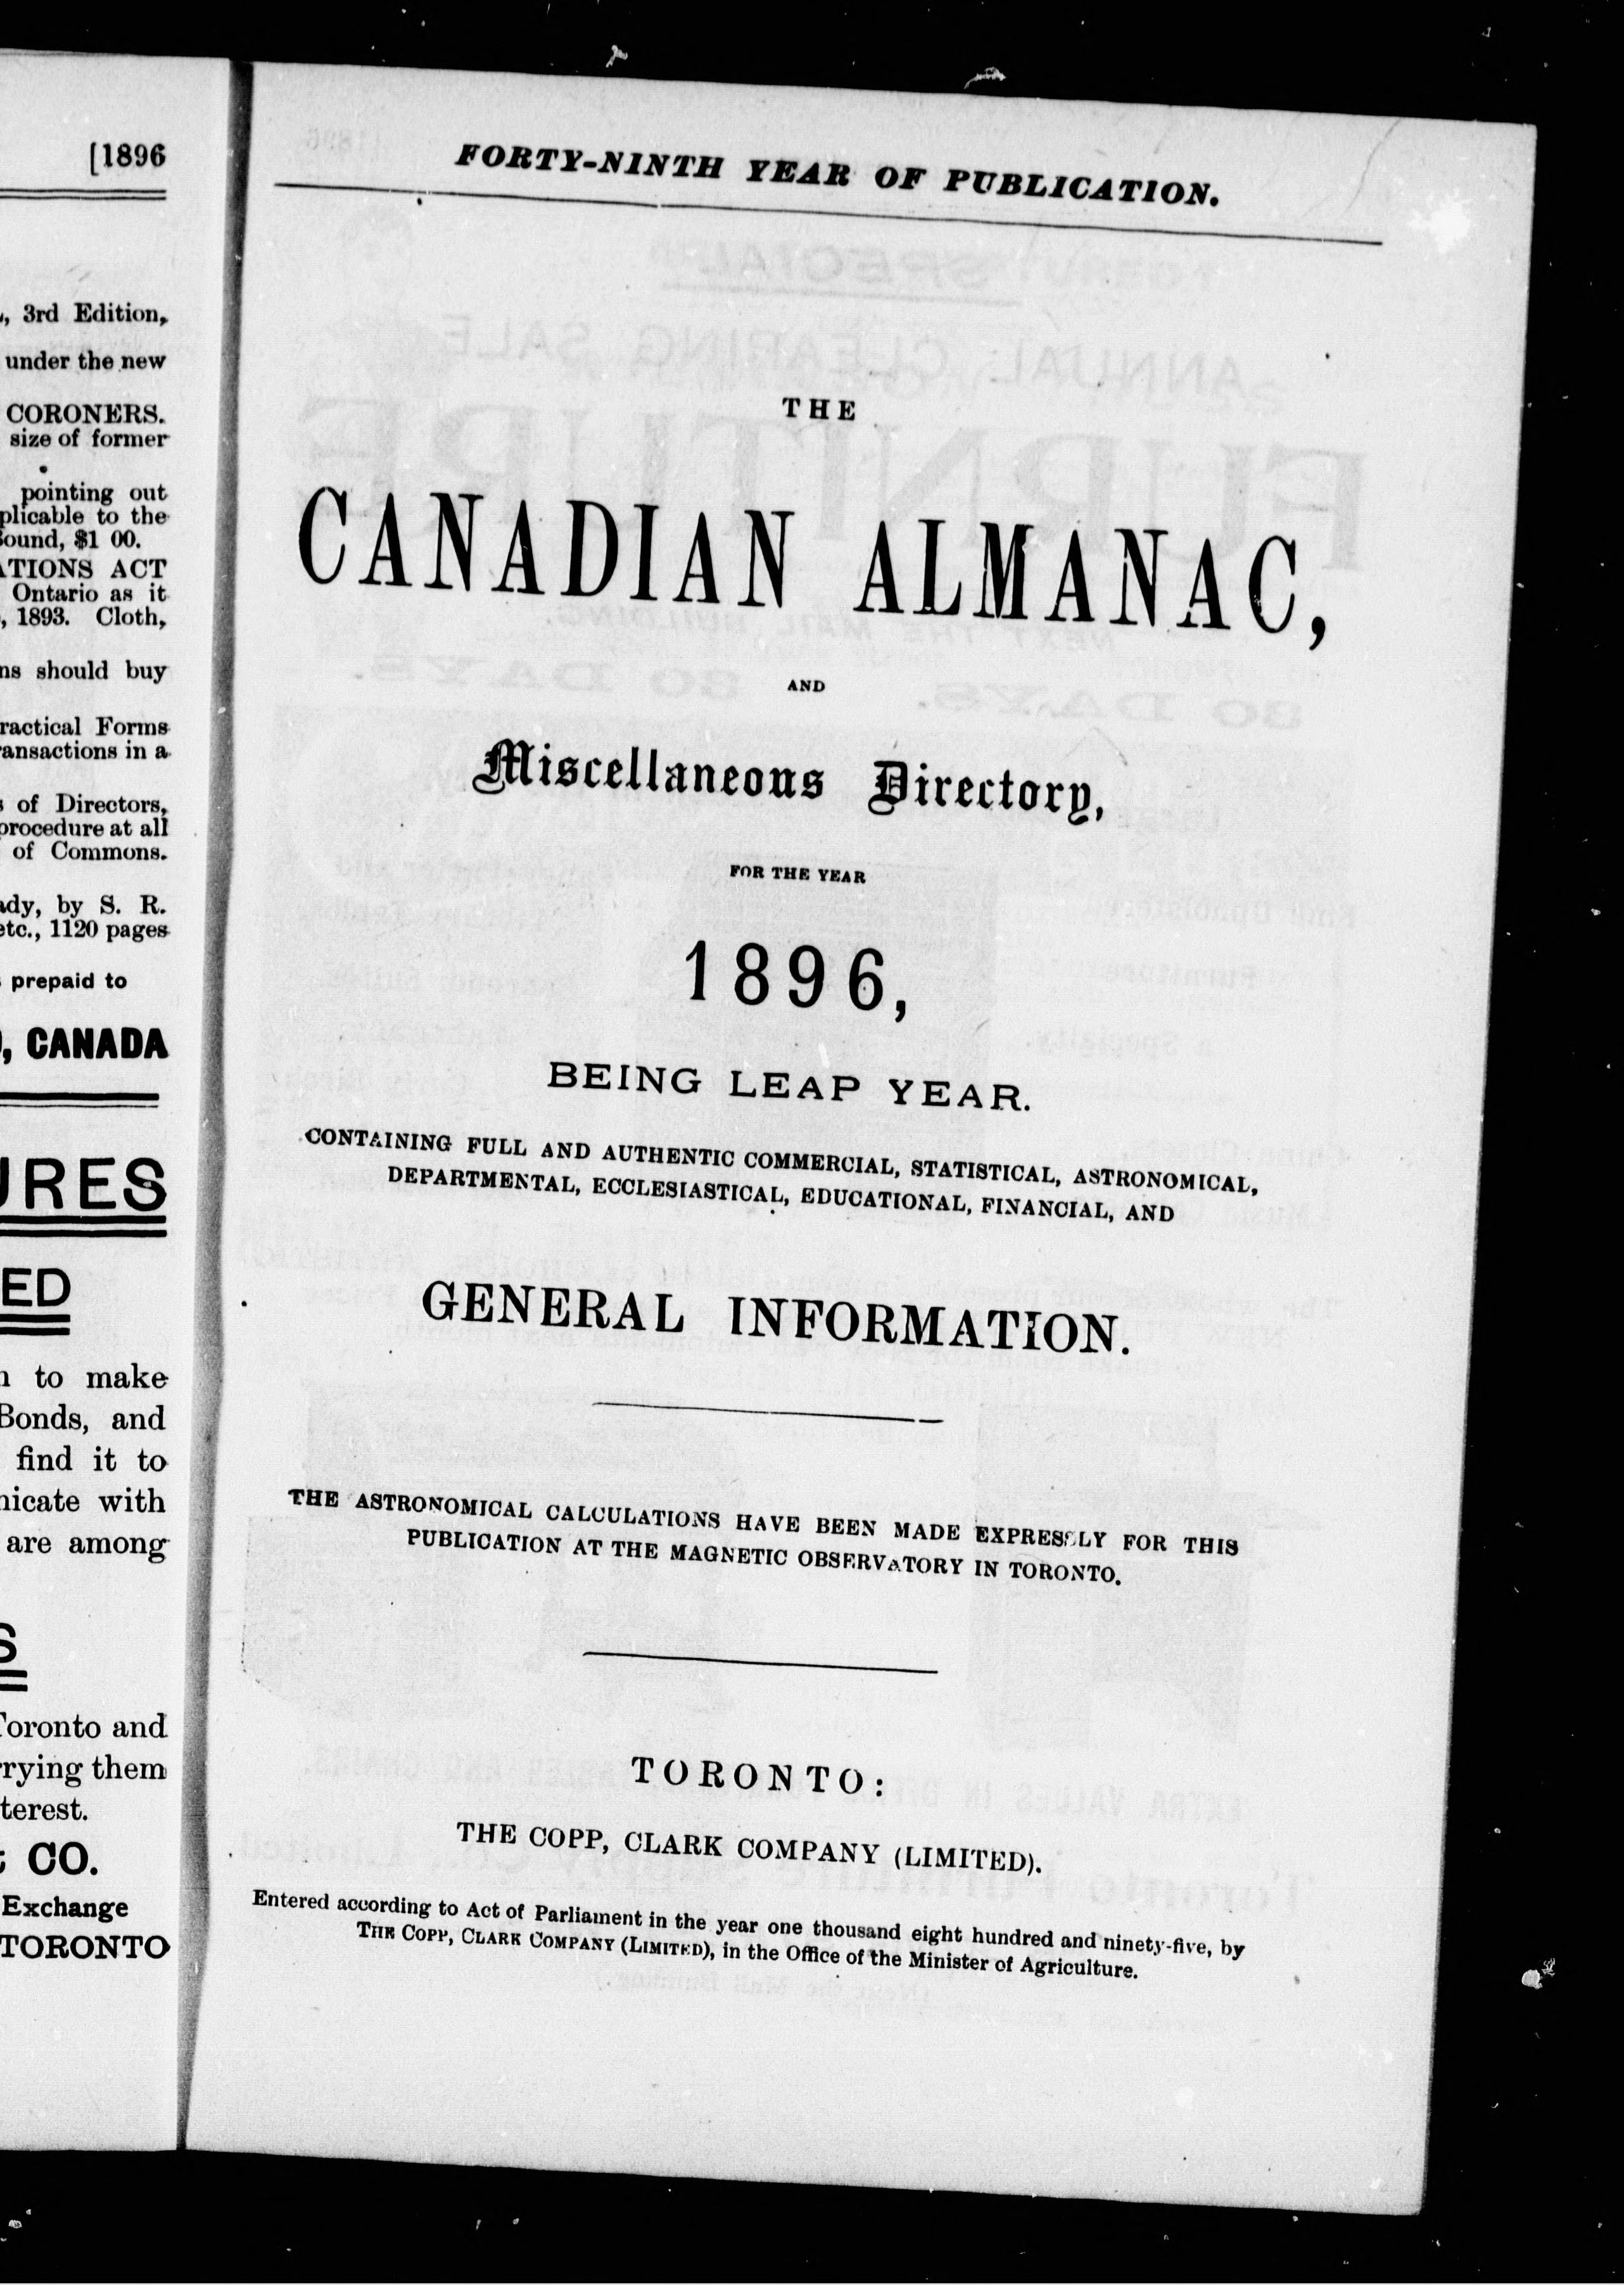 [1896
, 3rd Edition,
under the new
CORONERS.
size of former
pointing out
plicable to the
ound, $1 00.
ATIONS ACT
Ontario as it
, 1893. Cloth,
ns should buy
ractical Forms
ansactions in a
s of Directors,
procedure at all
of Commons.
ady, by S. R.
etc., 1120 pages
prepaid to
, CANADA
URES
ED
to make
Bonds, and
find it to
nicate with
are among
S
Toronto and
rrying them
terest.
CO.
Exchange
TORONTO
FORTY-NINTH YEAR OF PUBLICATION.
THE
CANADIAN ALMANAC,
AND
Miscellaneous Directory,
FOR THE YEAR
1896,
BEING LEAP YEAR.
CONTAINING FULL AND AUTHENTIC COMMERCIAL, STATISTICAL, ASTRONOMICAL,
DEPARTMENTAL, ECCLESIASTICAL, EDUCATIONAL, FINANCIAL, AND
GENERAL INFORMATION.
THE ASTRONOMICAL CALCULATIONS HAVE BEEN MADE EXPRESSLY FOR THIS
PUBLICATION AT THE MAGNETIC OBSERVATORY IN TORONTO.
TORONTO:
THE COPP, CLARK COMPANY (LIMITED).
Entered according to Act of Parliament in the year one thousand eight hundred and ninety-five, by
THE COPP, CLARK COMPANY (LIMITED), in the Office of the Minister of Agriculture.